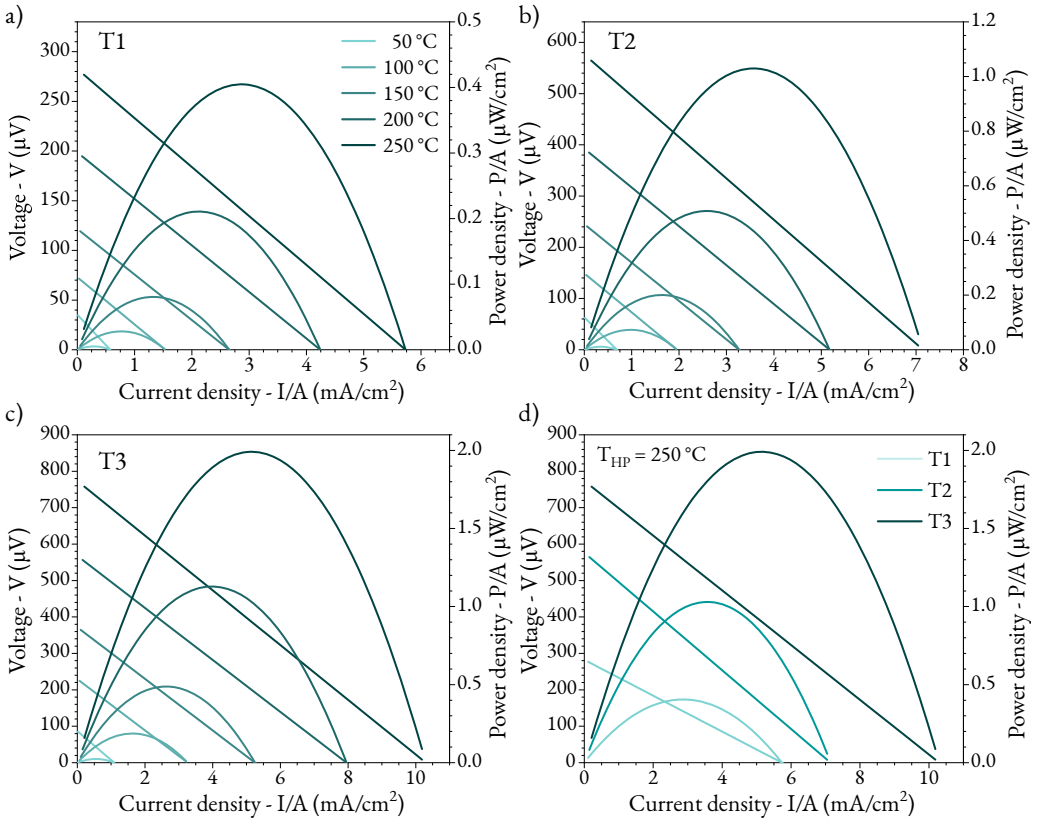 a)
T1
50 °C
100 °C
150 °C
200 °C
250 °C
Voltage - V (µV)
300
250
200
150
100
50
0
0 1 2 3 4 5 6
Current density - I/A (mA/cm²)
0.5
0.4
0.3
0.2
0.1
0.0
Power density - P/A (µW/cm²)
b)
T2
Voltage - V (µV)
600
500
400
300
200
100
0
0 1 2 3 4 5 6 7 8
Current density - I/A (mA/cm²)
1.2
1.0
0.8
0.6
0.4
0.2
0.0
Power density - P/A (µW/cm²)
c)
T3
Voltage - V (µV)
900
800
700
600
500
400
300
200
100
0
0 2 4 6 8 10
Current density - I/A (mA/cm²)
2.0
1.5
1.0
0.5
0.0
Power density - P/A (µW/cm²)
d)
T_HP = 250 °C
T1
T2
T3
Voltage - V (µV)
900
800
700
600
500
400
300
200
100
0
0 2 4 6 8 10
Current density - I/A (mA/cm²)
2.0
1.5
1.0
0.5
0.0
Power density - P/A (µW/cm²)